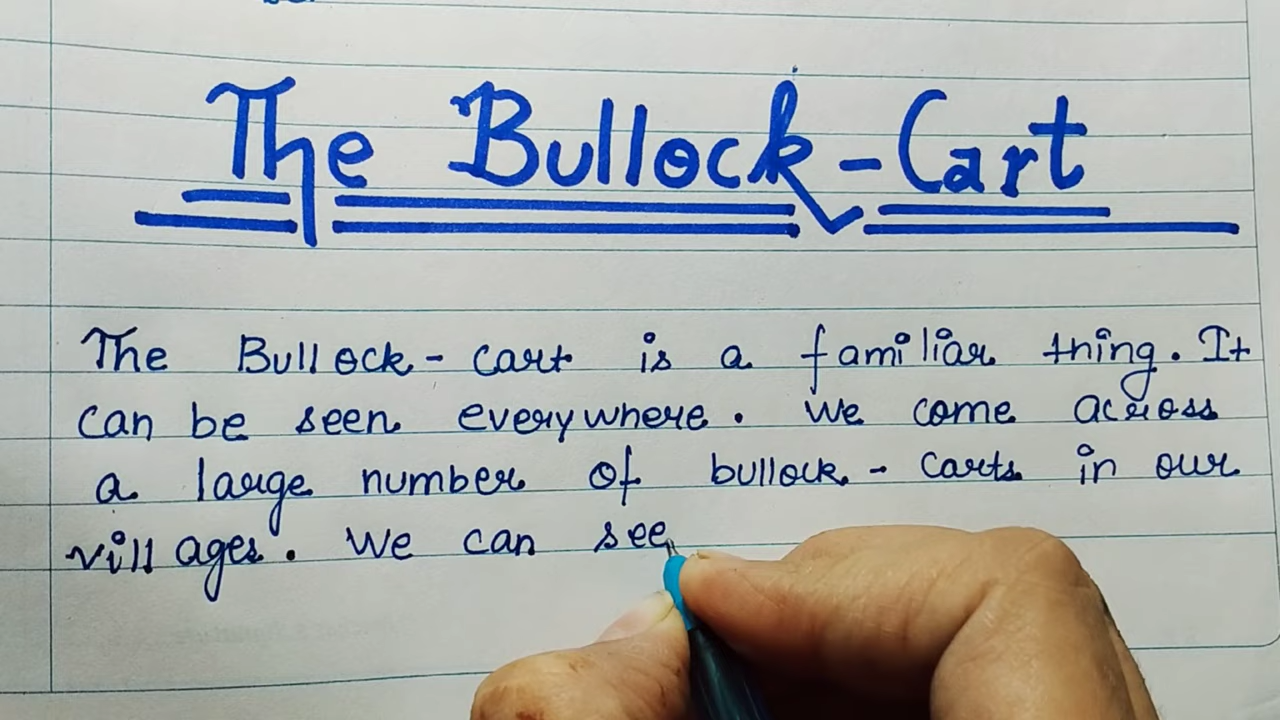 The Bullock-Cart
The Bullock-cart is a familiar thing. It
can be seen everywhere. We come across
a large number of bullock-carts in our
villages. We can see